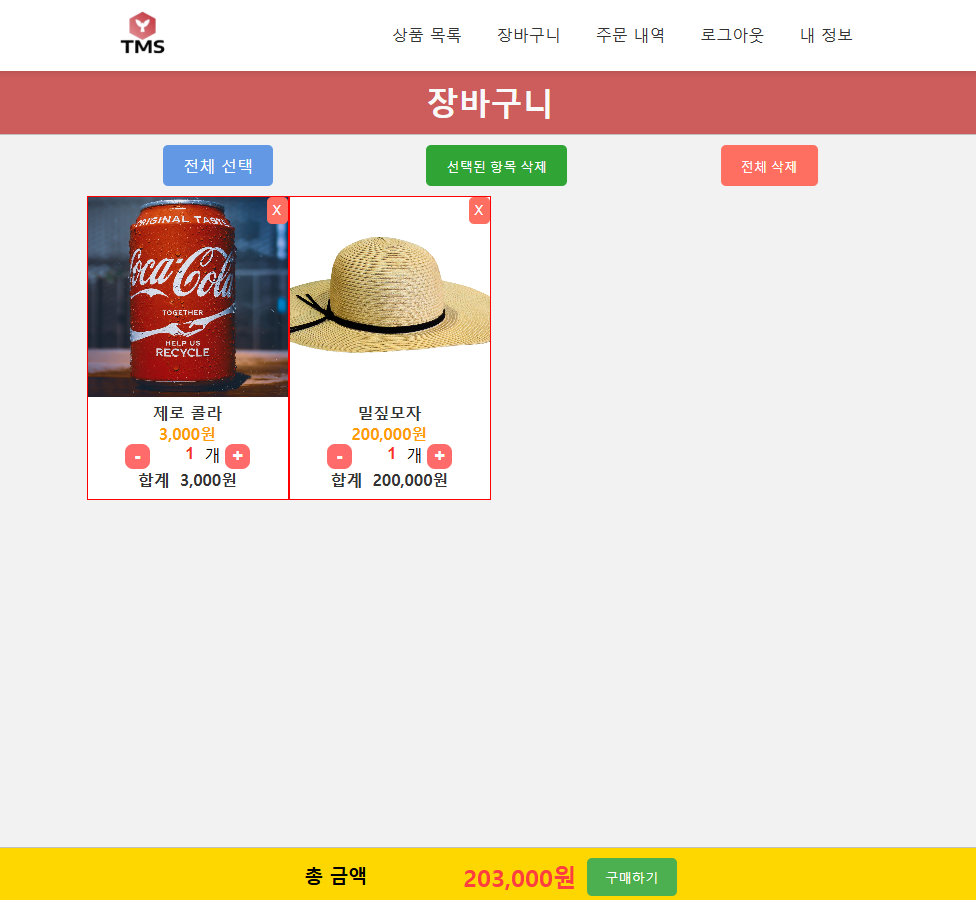 TMS
상품 목록 장바구니 주문 내역 로그아웃 내 정보
장바구니
전체 선택 선택된 항목 삭제 전체 삭제
X
ORIGINAL TASTE
Coca-Cola
TOGETHER
HELP US
RECYCLE
제로 콜라
3,000원
- 1 개 +
합계 3,000원
X
밀짚모자
200,000원
- 1 개 +
합계 200,000원
총 금액 203,000원 구매하기